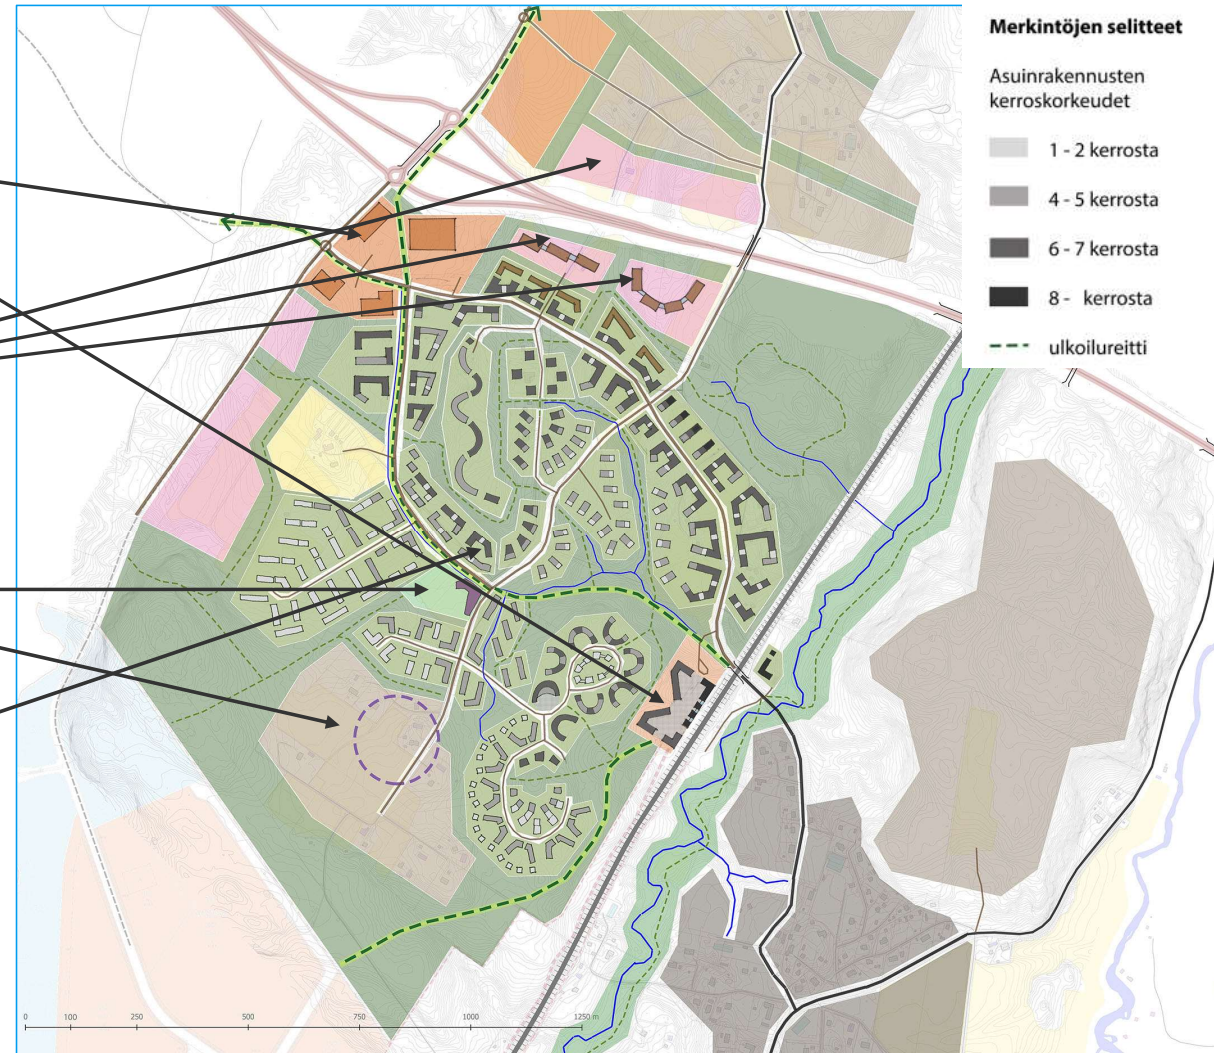 Merkintöjen selitteet
Asuinrakennusten
kerroskorkeudet
1 - 2 kerrosta
4 - 5 kerrosta
6 - 7 kerrosta
8 - kerrosta
ulkoilureitti
0 100 250 500 750 1000 1250 m